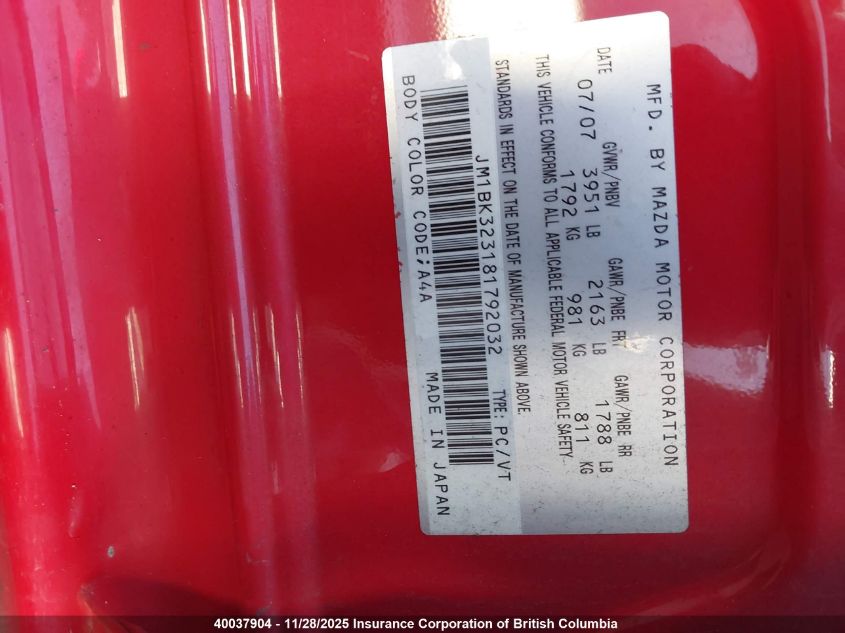 MFD. BY MAZDA MOTOR CORPORATION
DATE GVWR/PNBV GAWR/PNBE FRT GAWR/PNBE RR
07/07 3951 LB 2163 LB 1788 LB
1792 KG 981 KG 811 KG
THIS VEHICLE CONFORMS TO ALL APPLICABLE FEDERAL MOTOR VEHICLE SAFETY
STANDARDS IN EFFECT ON THE DATE OF MANUFACTURE SHOWN ABOVE.
JM1BK323181792032 TYPE: PC/VT
BODY COLOR CODE;A4A MADE IN JAPAN
40037904 - 11/28/2025 Insurance Corporation of British Columbia